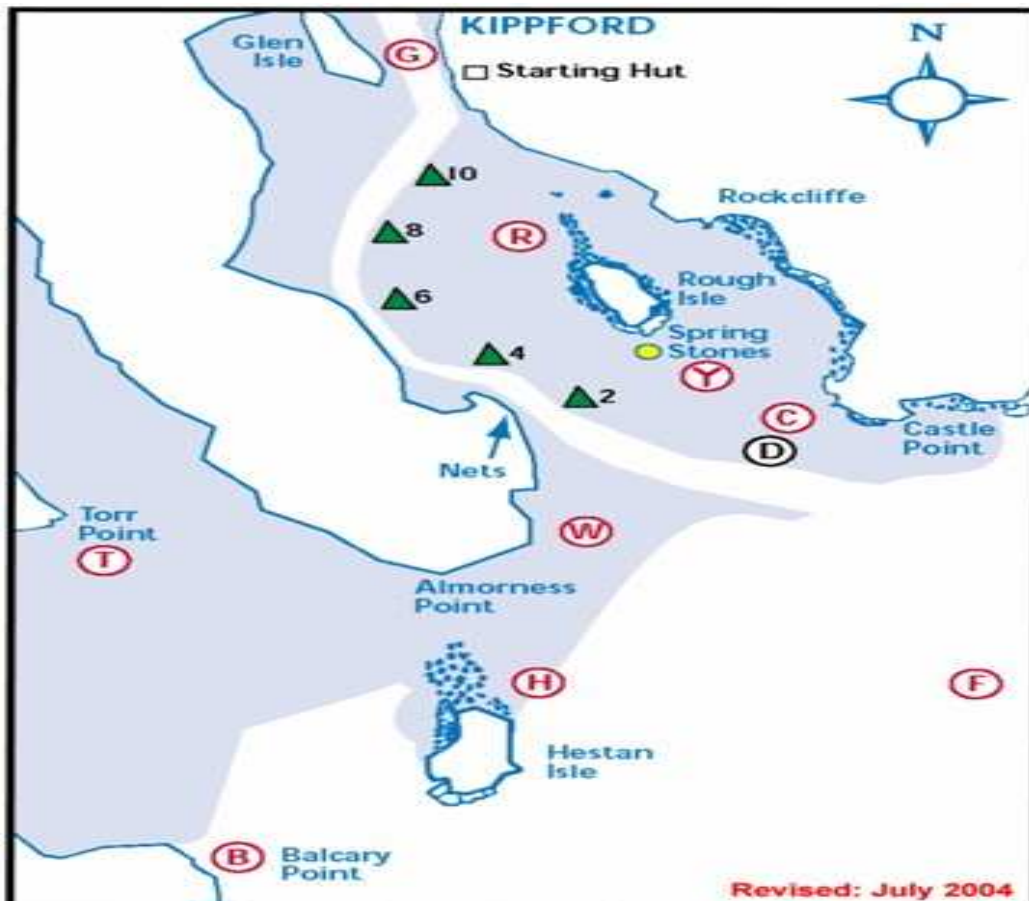 KIPPFORD
Glen
Isle
G
Starting Hut
N
10
Rockcliffe
8
R
6
Rough
Isle
Spring
Stones
4
Y
2
C
Castle
Point
D
Nets
Torr
Point
T
W
Almorness
Point
H
F
Hestan
Isle
B
Balcary
Point
Revised: July 2004